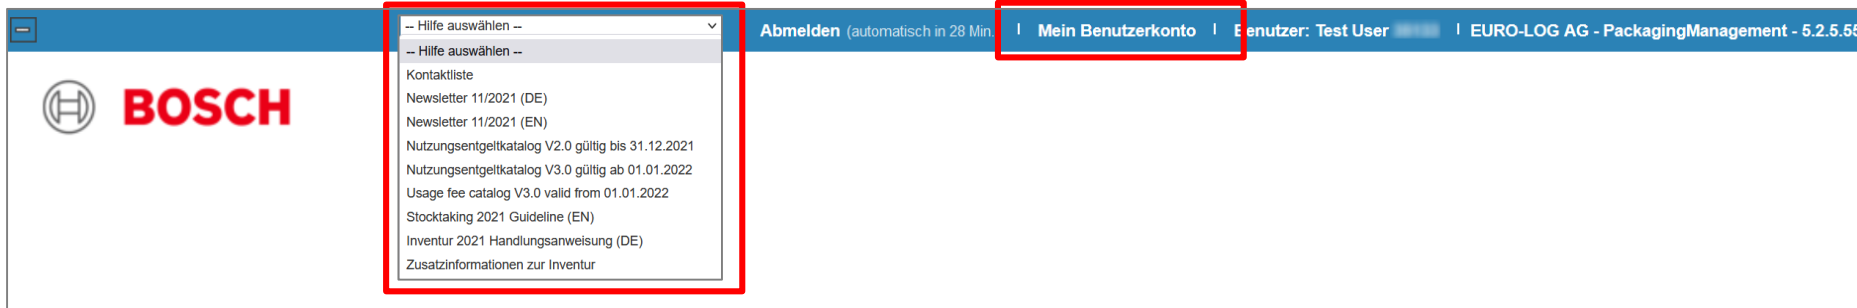 -- Hilfe auswählen --
Abmelden (automatisch in 28 Min.
I Mein Benutzerkonto I Benutzer: Test User
I EURO-LOG AG - PackagingManagement - 5.2.5.55
-- Hilfe auswählen --
Kontaktliste
Newsletter 11/2021 (DE)
Newsletter 11/2021 (EN)
Nutzungsentgeltkatalog V2.0 gültig bis 31.12.2021
Nutzungsentgeltkatalog V3.0 gültig ab 01.01.2022
Usage fee catalog V3.0 valid from 01.01.2022
Stocktaking 2021 Guideline (EN)
Inventur 2021 Handlungsanweisung (DE)
Zusatzinformationen zur Inventur
BOSCH